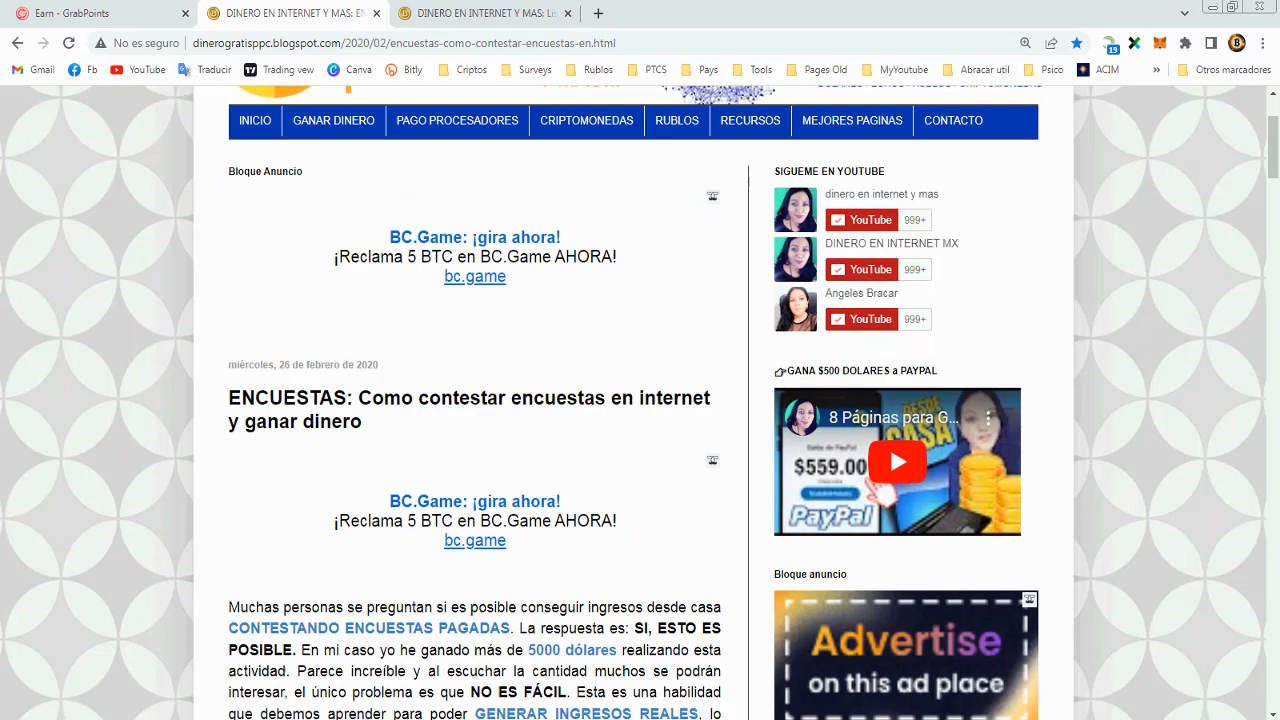 Earn - GrabPoints
DINERO EN INTERNET Y MAS: EN
DINERO EN INTERNET Y MAS: Lis
No es seguro
dinerogratisppc.blogspot.com/2020/02/encuestas-como-contestar-encuestas-en.html
19
Gmail
Fb
YouTube
Traducir
Trading vew
Canva
Bitly
Criptos
Surveys
Rublos
PTCS
Pays
Tools
Pages Old
MyYoutube
Abracar util
Psico
ACIM
»
Otros marcadores
INICIO
GANAR DINERO
PAGO PROCESADORES
CRIPTOMONEDAS
RUBLOS
RECURSOS
MEJORES PAGINAS
CONTACTO
Bloque Anuncio
BC.Game: ¡gira ahora!
¡Reclama 5 BTC en BC.Game AHORA!
bc.game
miércoles, 26 de febrero de 2020
ENCUESTAS: Como contestar encuestas en internet
y ganar dinero
BC.Game: ¡gira ahora!
¡Reclama 5 BTC en BC.Game AHORA!
bc.game
Muchas personas se preguntan si es posible conseguir ingresos desde casa
CONTESTANDO ENCUESTAS PAGADAS. La respuesta es: SI, ESTO ES
POSIBLE. En mi caso yo he ganado más de 5000 dólares realizando esta
actividad. Parece increíble y al escuchar la cantidad muchos se podrán
interesar, el único problema es que NO ES FÁCIL. Esta es una habilidad
que debemos aprender para poder GENERAR INGRESOS REALES, lo
SIGUEME EN YOUTUBE
dinero en internet y mas
YouTube 999+
DINERO EN INTERNET MX
YouTube 999+
Angeles Bracar
YouTube 999+
GANA $500 DOLARES a PAYPAL
8 Páginas para G...
DESDE
CASA
$559.00
PayPal
Bloque anuncio
Advertise
on this ad place